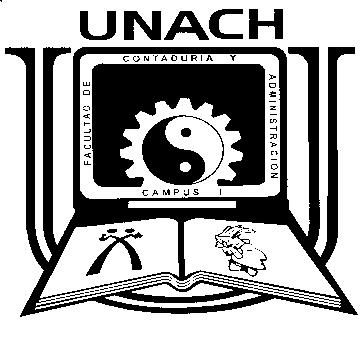 UNACH
CONTADURIA Y
FACULTAD DE
ADMINISTRACION
CAMPUS I